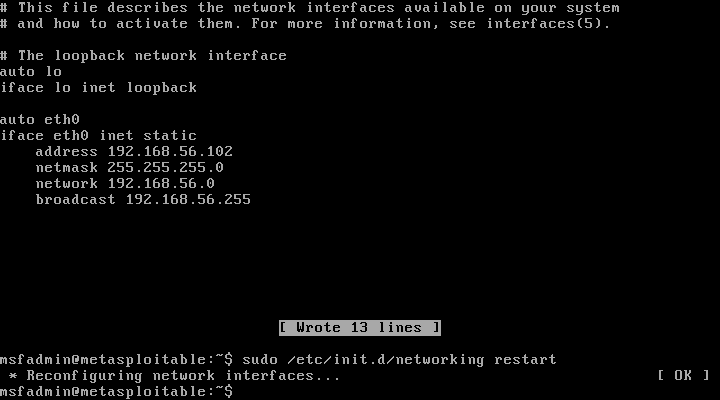 # This file describes the network interfaces available on your system
# and how to activate them. For more information, see interfaces(5).
# The loopback network interface
auto lo
iface lo inet loopback
auto eth0
iface eth0 inet static
address 192.168.56.102
netmask 255.255.255.0
network 192.168.56.0
broadcast 192.168.56.255
[ Wrote 13 lines ]
msfadmin@metasploitable:~$ sudo /etc/init.d/networking restart
* Reconfiguring network interfaces... [ OK ]
msfadmin@metasploitable:~$